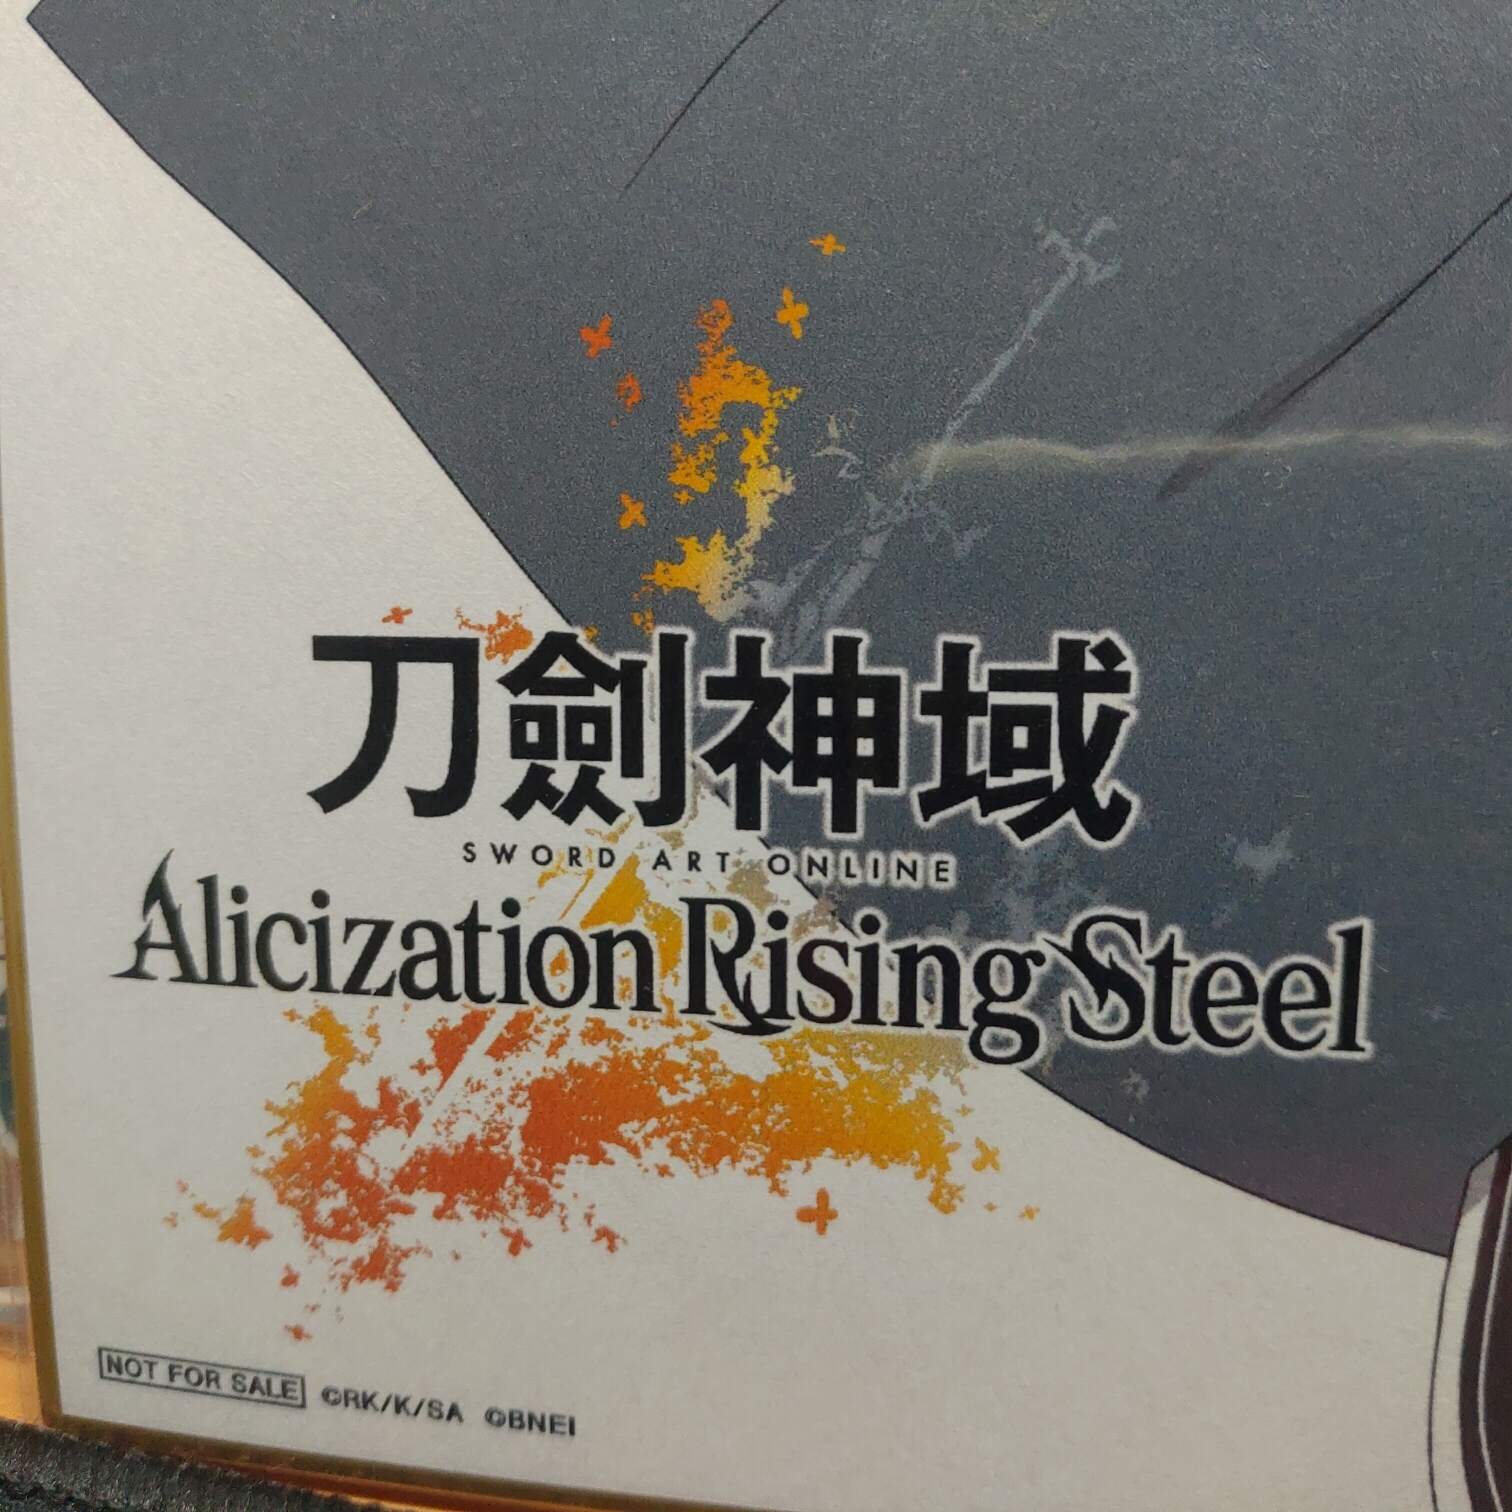 刀劍神域
SWORD ART ONLINE
Alicization Rising Steel
NOT FOR SALE ©RK/K/SA ©BNEI